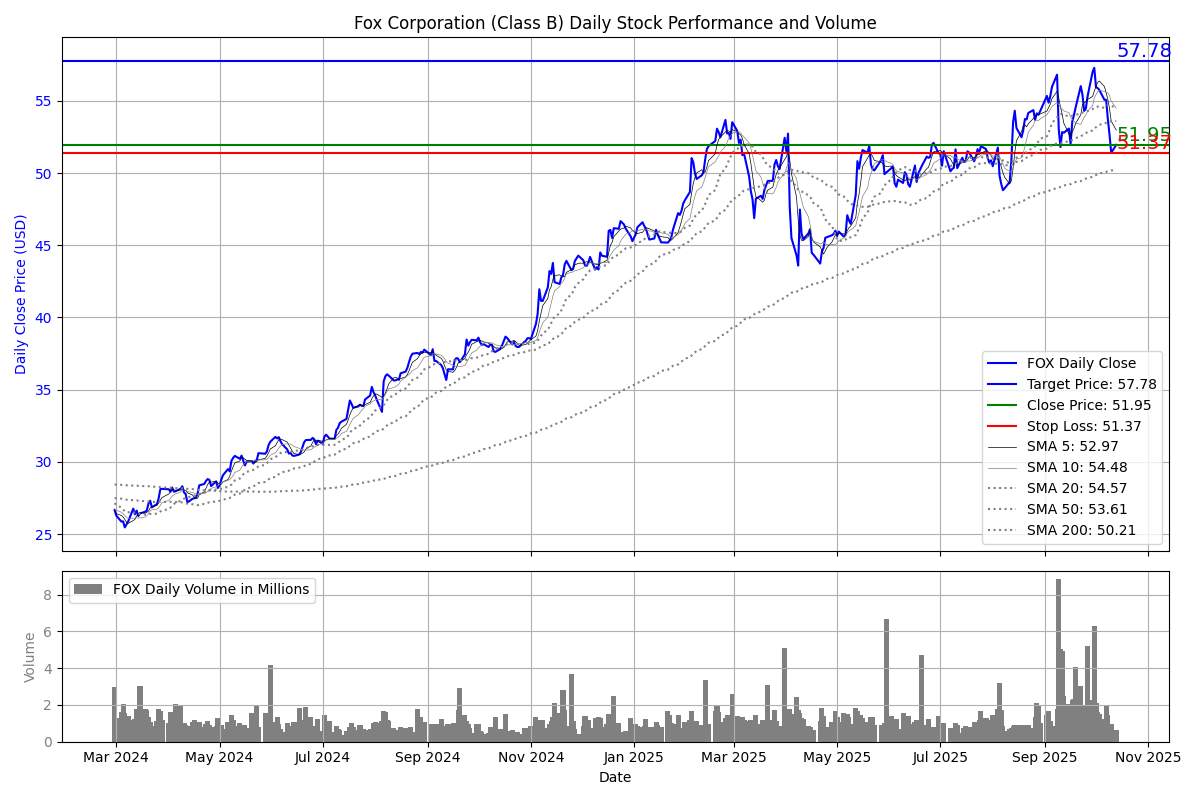 Fox Corporation (Class B) Daily Stock Performance and Volume
57.78
51.95
51.37
Daily Close Price (USD)
55
50
45
40
35
30
25
FOX Daily Close
Target Price: 57.78
Close Price: 51.95
Stop Loss: 51.37
SMA 5: 52.97
SMA 10: 54.48
SMA 20: 54.57
SMA 50: 53.61
SMA 200: 50.21
FOX Daily Volume in Millions
Volume
8
6
4
2
0
Mar 2024 May 2024 Jul 2024 Sep 2024 Nov 2024 Jan 2025 Mar 2025 May 2025 Jul 2025 Sep 2025 Nov 2025
Date